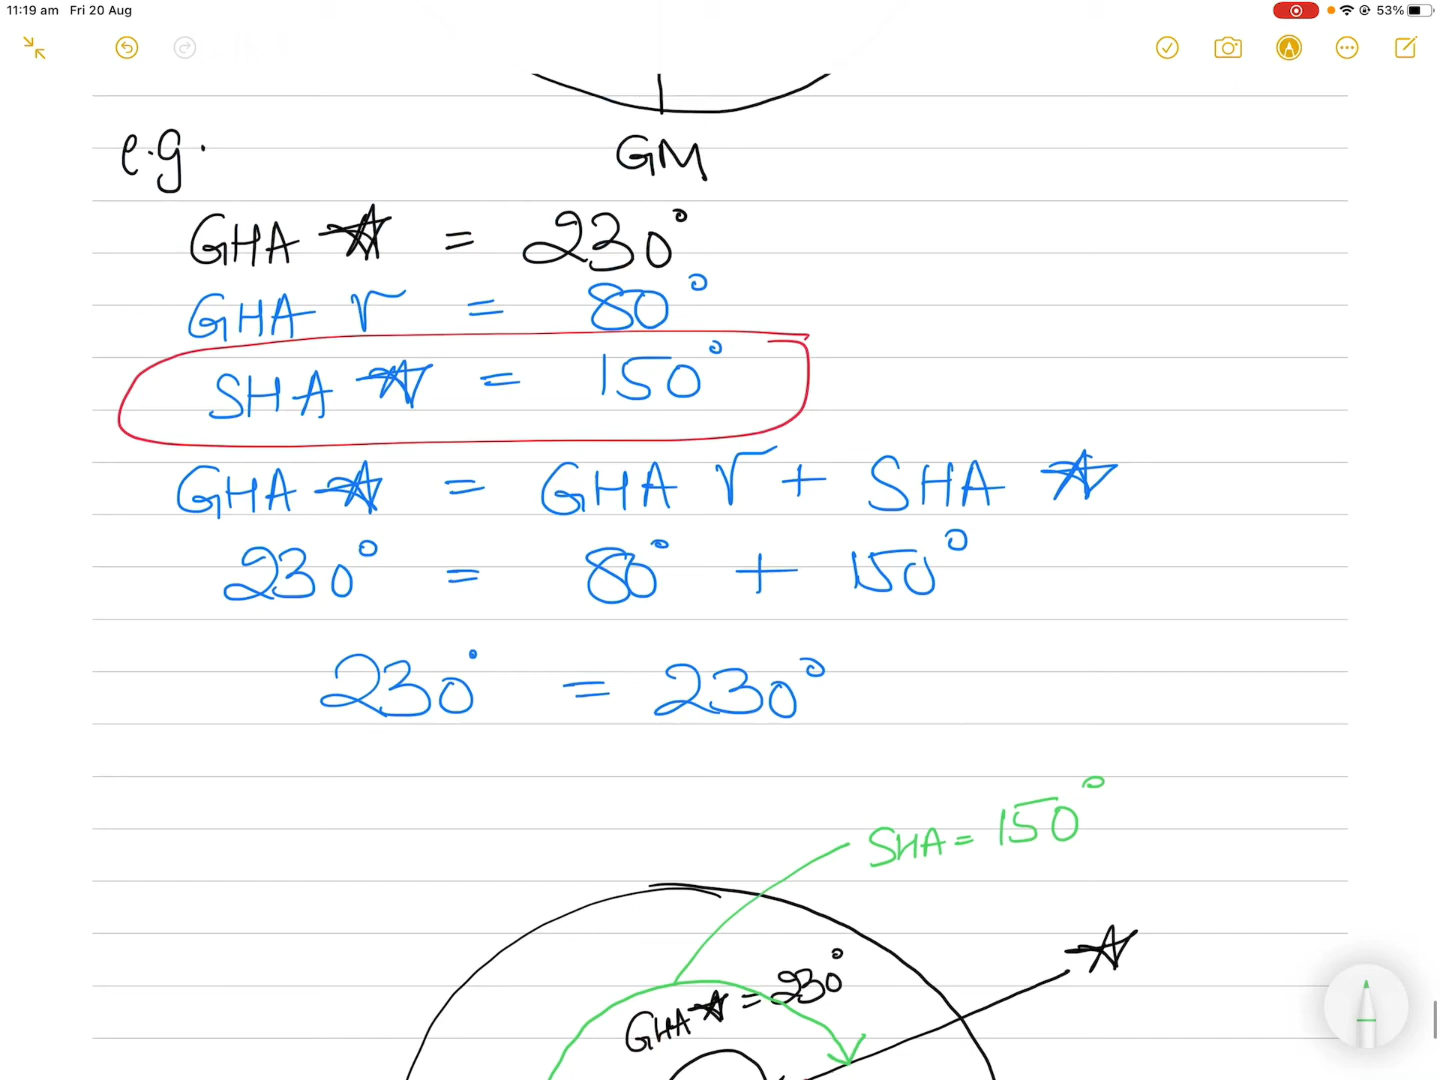 11:19 am Fri 20 Aug
53%
e.g.
GM
GHA ☆ = 230°
GHA ♈ = 80°
SHA ☆ = 150°
GHA ☆ = GHA ♈ + SHA ☆
230° = 80° + 150°
230° = 230°
SHA = 150°
GHA ☆ = 230°